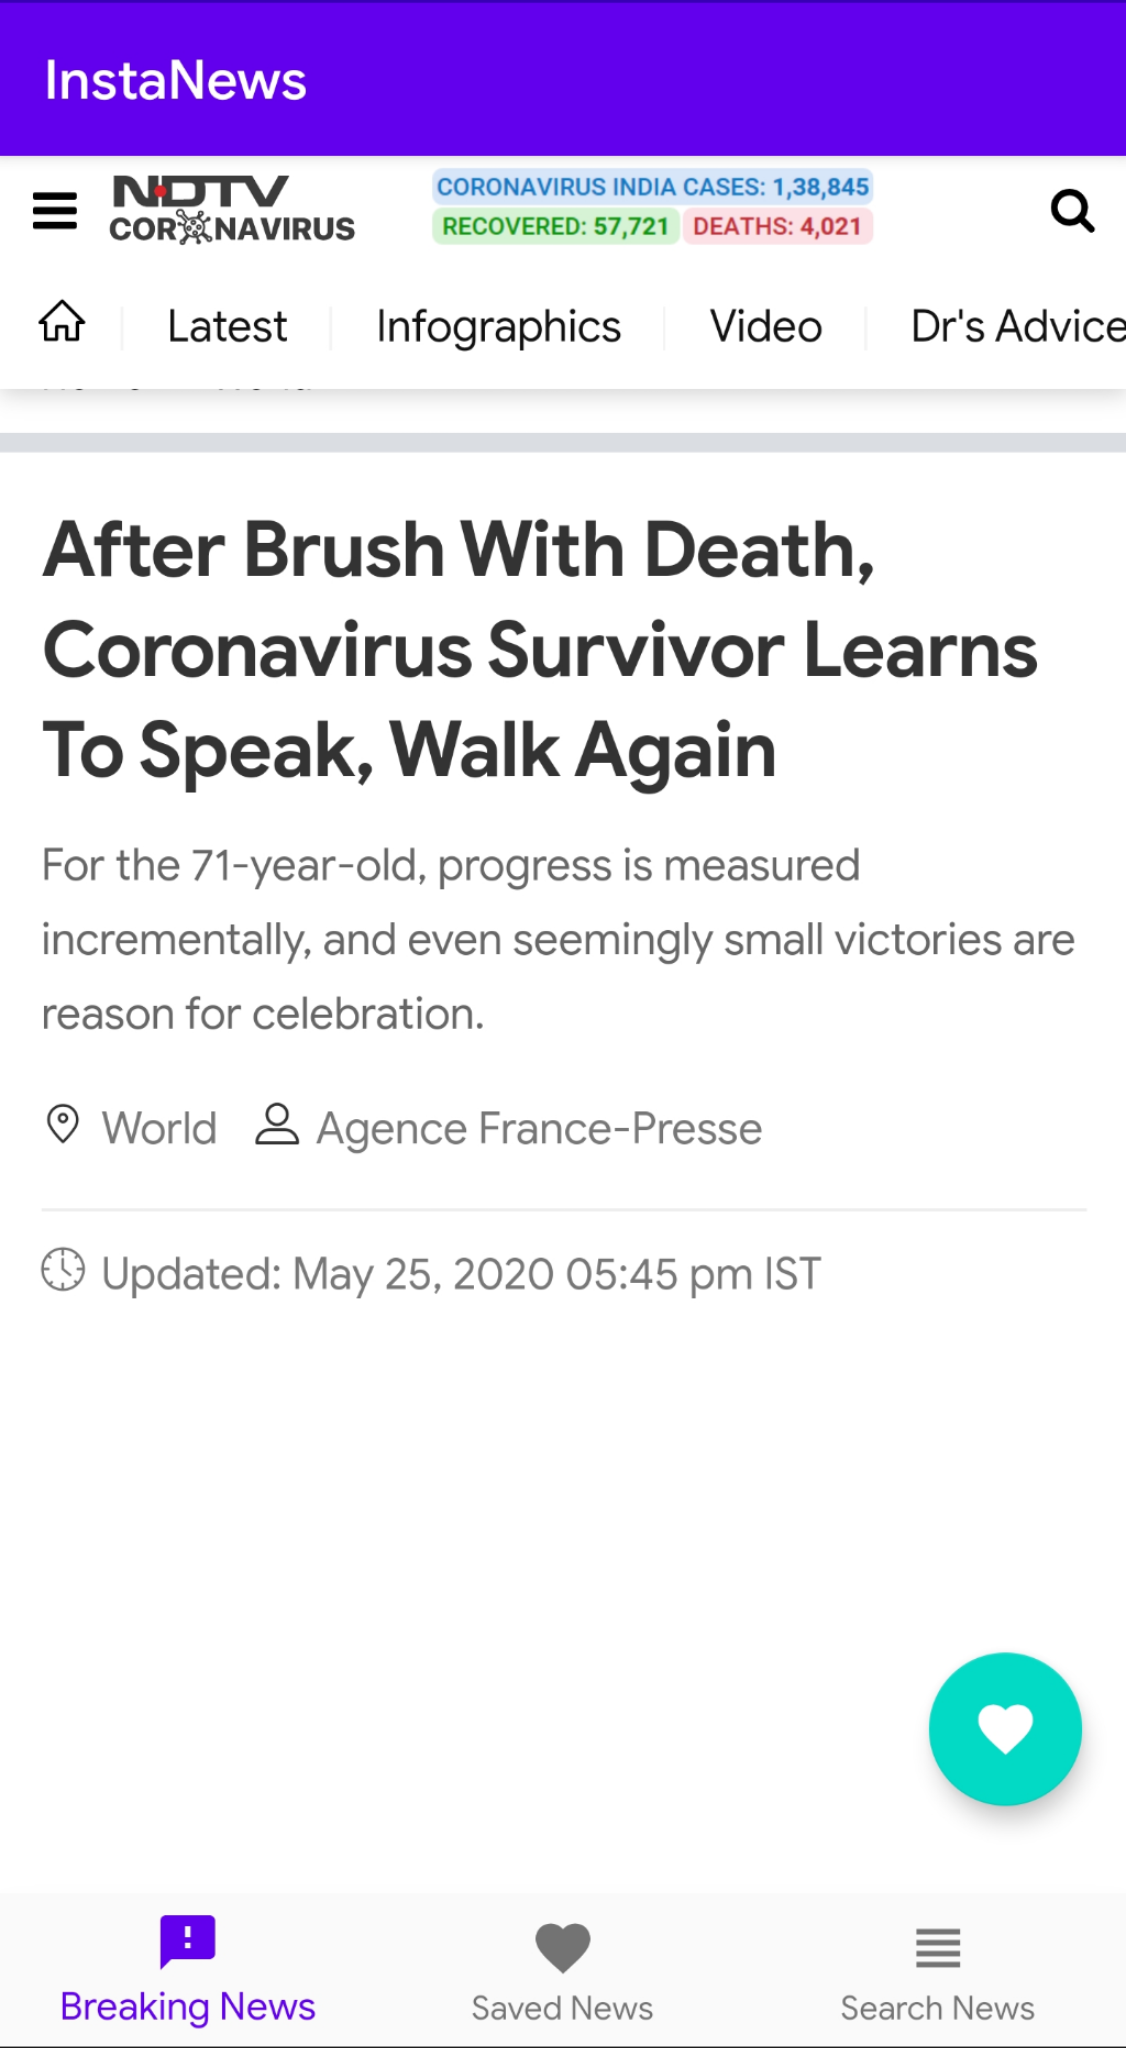 InstaNews
NDTV
CORONAVIRUS
CORONAVIRUS INDIA CASES: 1,38,845
RECOVERED: 57,721 DEATHS: 4,021
Latest Infographics Video Dr's Advice
After Brush With Death,
Coronavirus Survivor Learns
To Speak, Walk Again
For the 71-year-old, progress is measured
incrementally, and even seemingly small victories are
reason for celebration.
World Agence France-Presse
Updated: May 25, 2020 05:45 pm IST
Breaking News Saved News Search News